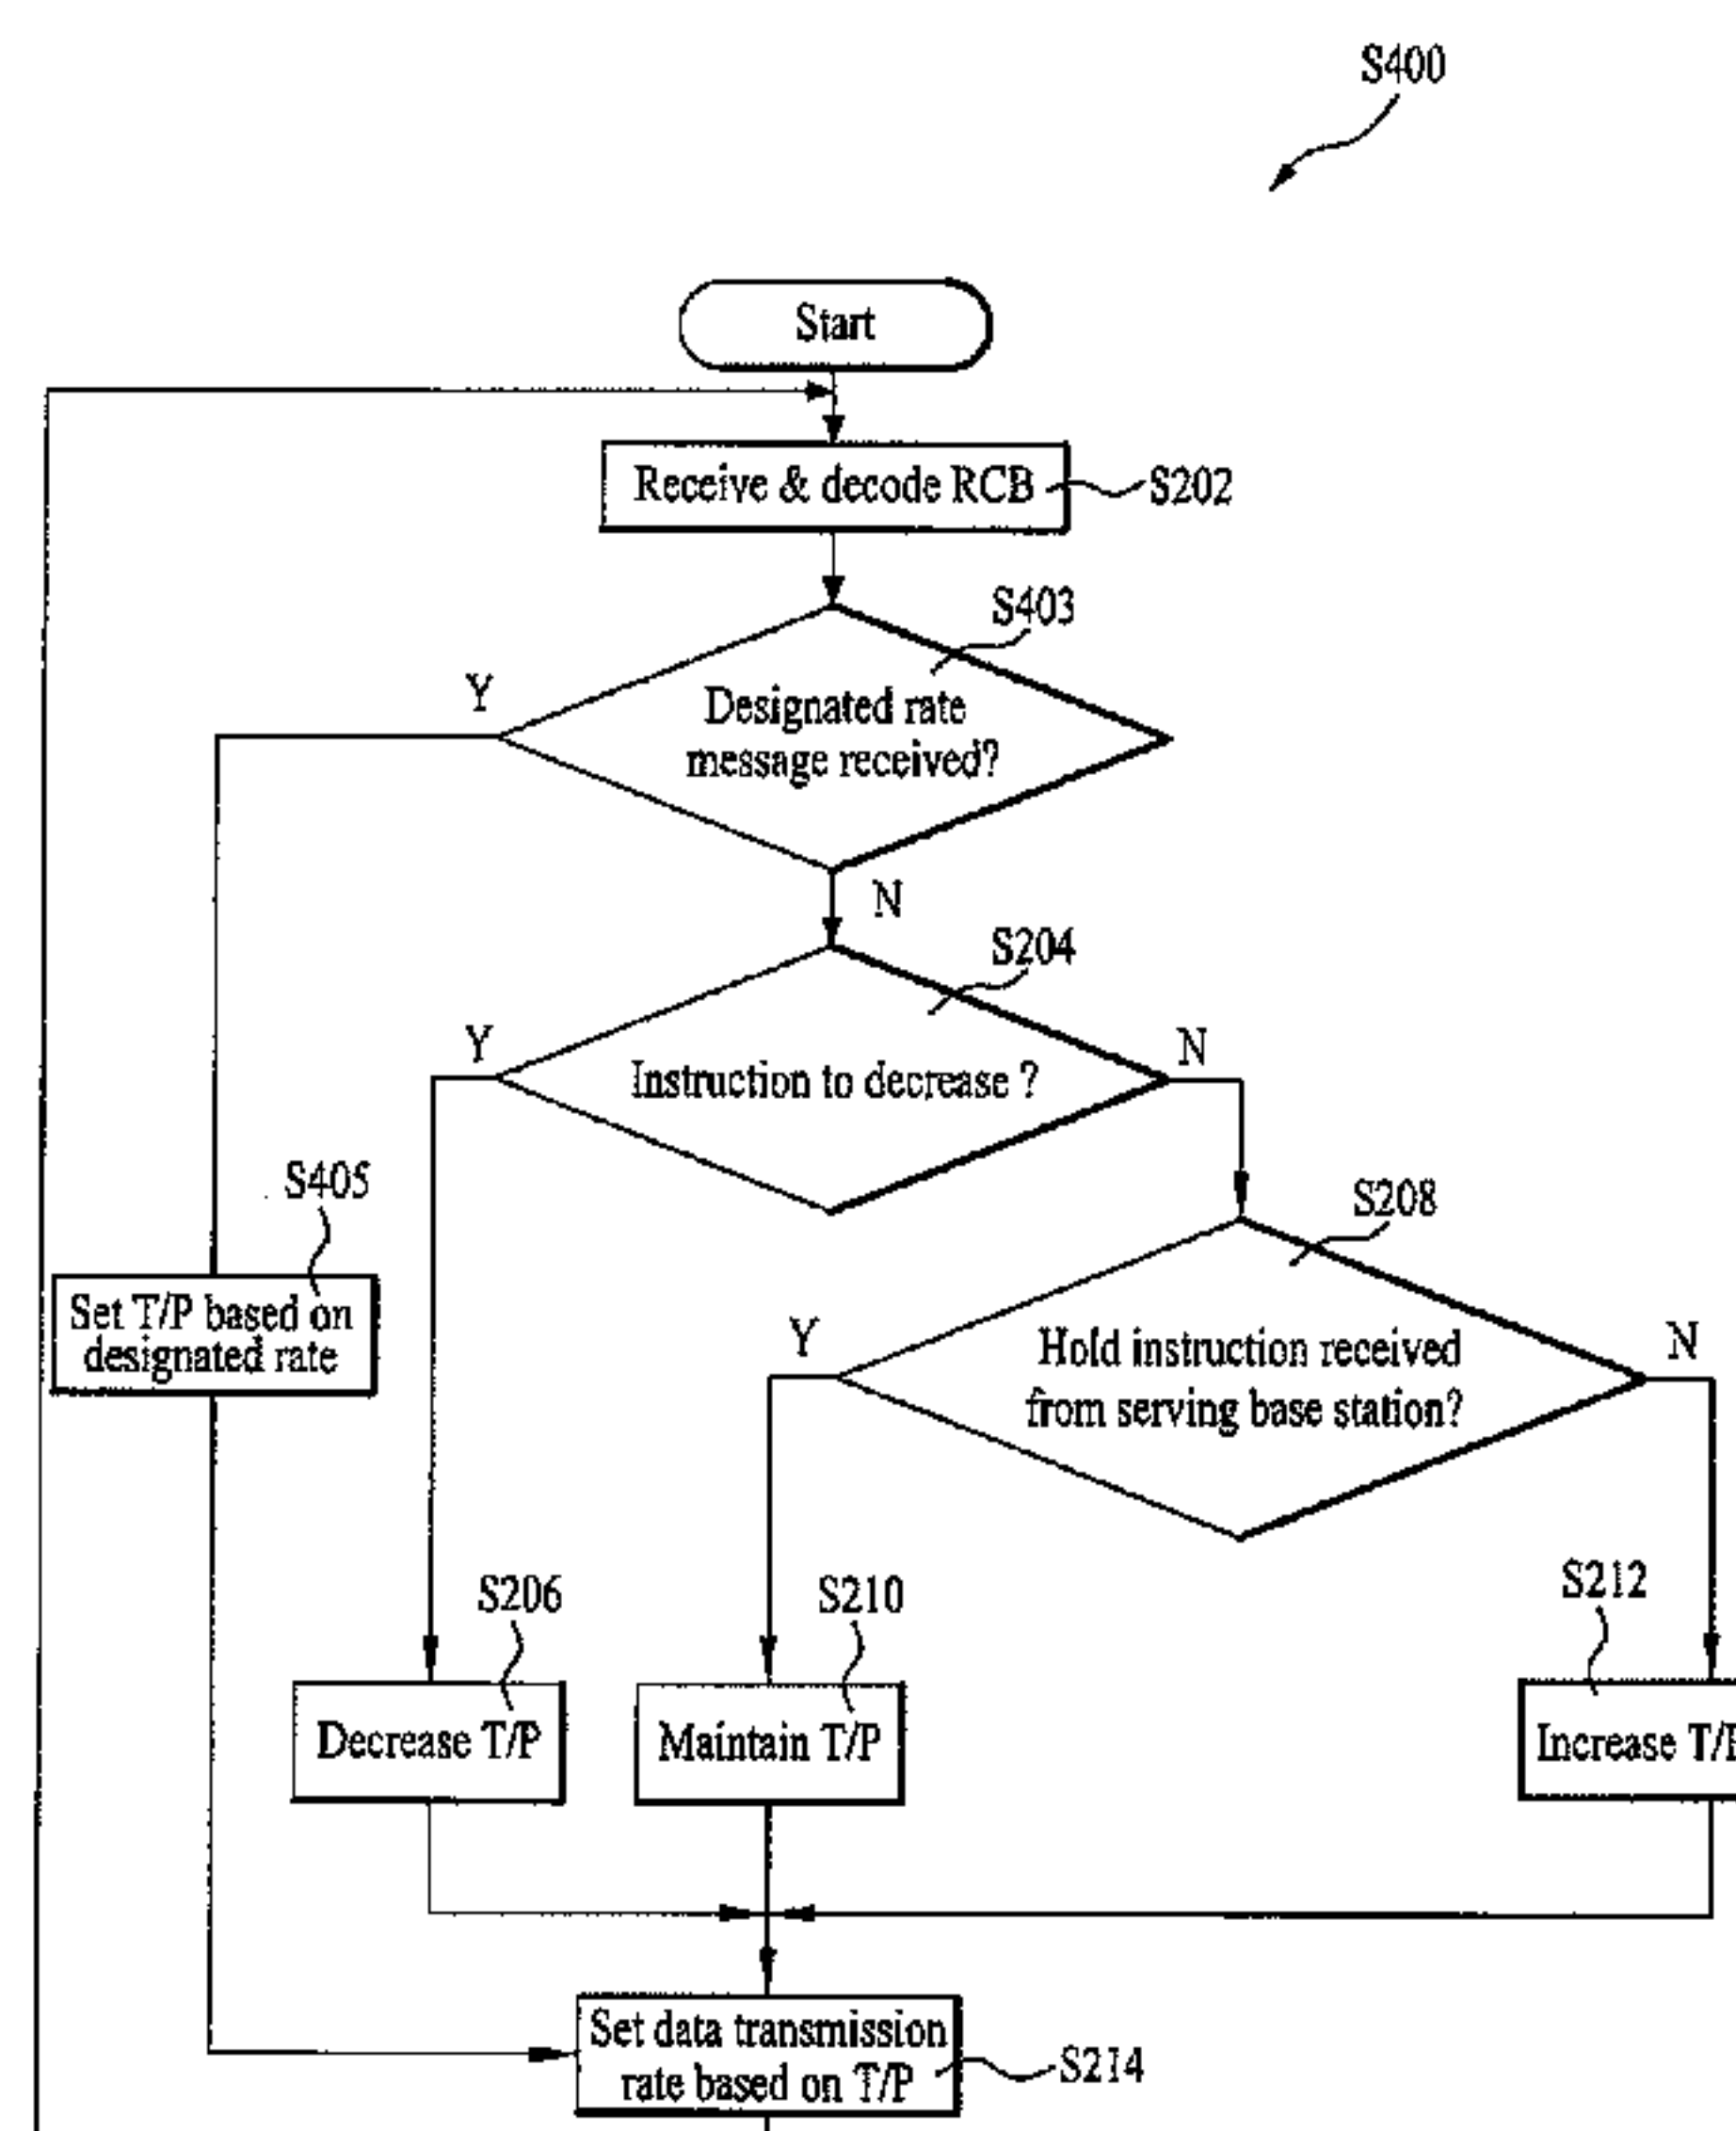 S400
Start
Receive & decode RCB
S202
S403
Y
Designated rate
message received?
N
S204
Y
N
Instruction to decrease ?
S405
S208
Set T/P based on
designated rate
Y
N
Hold instruction received
from serving base station?
S206
S210
S212
Decrease T/P
Maintain T/P
Increase T/
Set data transmission
rate based on T/P
S214